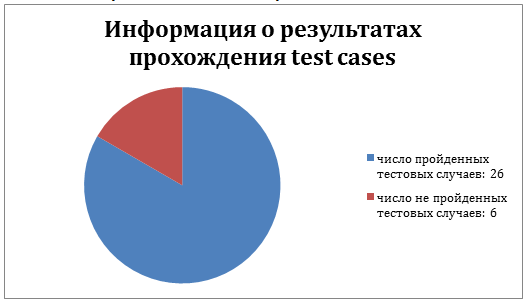 Информация о результатах
прохождения test cases
число пройденных
тестовых случаев: 26
число не пройденных
тестовых случаев: 6